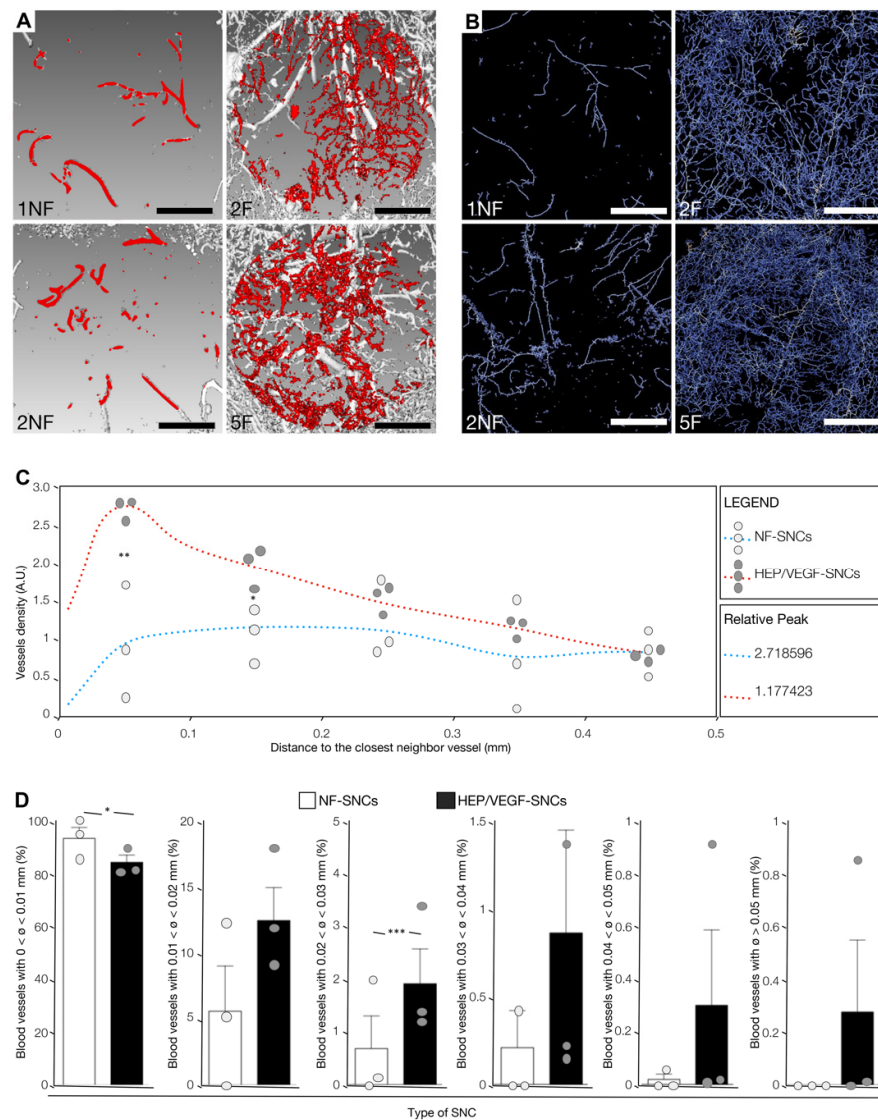 A
B
1NF
2F
1NF
2F
2NF
5F
2NF
5F
C
3.0
2.5
2.0
1.5
1
0.5
0
Vessels density (A.U.)
**
*
0
0.1
0.2
0.3
0.4
0.5
Distance to the closest neighbor vessel (mm)
LEGEND
NF-SNCs
HEP/VEGF-SNCs
Relative Peak
2.718596
1.177423
D
NF-SNCs
HEP/VEGF-SNCs
Blood vessels with 0 < ø < 0.01 mm (%)
100
80
60
40
20
0
*
Blood vessels with 0.01 < ø < 0.02 mm (%)
20
15
10
5
0
Blood vessels with 0.02 < ø < 0.03 mm (%)
5
4
3
2
1
0
***
Blood vessels with 0.03 < ø < 0.04 mm (%)
1.5
1
0.5
0
Blood vessels with 0.04 < ø < 0.05 mm (%)
1
0.8
0.6
0.4
0.2
0
Blood vessels with ø > 0.05 mm (%)
1
0.8
0.6
0.4
0.2
0
Type of SNC